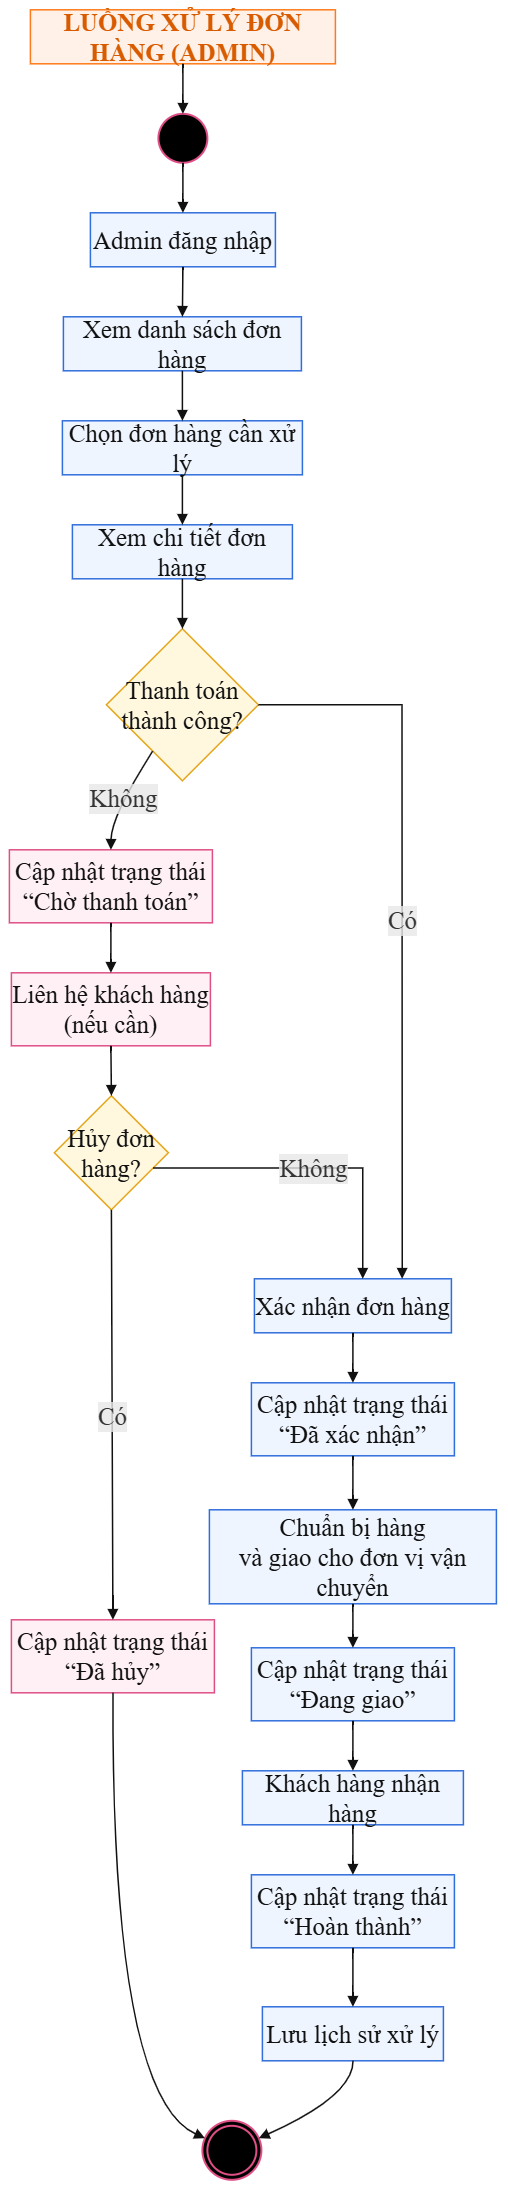 LUỒNG XỬ LÝ ĐƠN
HÀNG (ADMIN)
Admin đăng nhập
Xem danh sách đơn
hàng
Chọn đơn hàng cần xử
lý
Xem chi tiết đơn
hàng
Thanh toán
thành công?
Không
Cập nhật trạng thái
“Chờ thanh toán”
Có
Liên hệ khách hàng
(nếu cần)
Hủy đơn
hàng?
Không
Xác nhận đơn hàng
Cập nhật trạng thái
“Đã xác nhận”
Có
Chuẩn bị hàng
và giao cho đơn vị vận
chuyển
Cập nhật trạng thái
“Đã hủy”
Cập nhật trạng thái
“Đang giao”
Khách hàng nhận
hàng
Cập nhật trạng thái
“Hoàn thành”
Lưu lịch sử xử lý